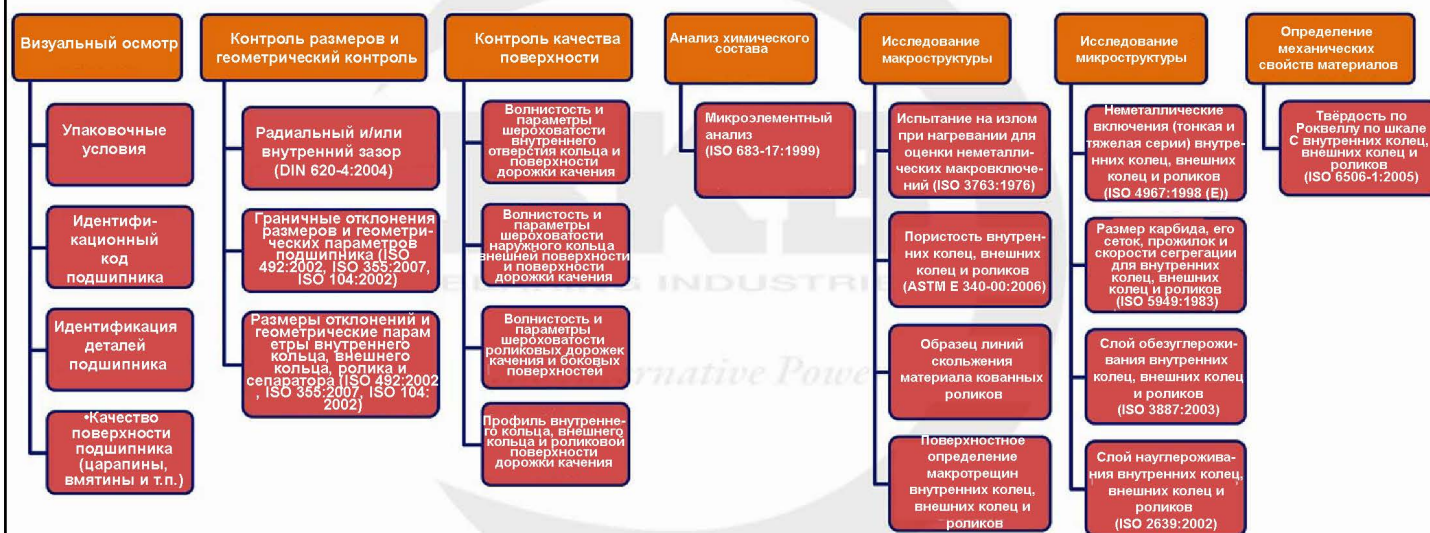 Визуальный осмотр
Упаковочные
условия
Идентифи-
кационный
код
подшипника
Идентификация
деталей
подшипника
•Качество
поверхности
подшипника
(царапины,
вмятины и т.п.)
Контроль размеров и
геометрический контроль
Радиальный и/или
внутренний зазор
(DIN 620-4:2004)
Граничные отклонения
размеров и геометри-
ческих параметров
подшипника (ISO
492:2002, ISO 355:2007,
ISO 104:2002)
Размеры отклонений и
геометрические парам
етры внутреннего
кольца, внешнего
кольца, ролика и
сепаратора (ISO 492:2002
, ISO 355:2007, ISO 104:
2002)
Контроль качества
поверхности
Волнистость и
параметры
шероховатости
внутреннего
отверстия кольца и
поверхности
дорожки качения
Волнистость и
параметры
шероховатости
наружного кольца
внешней поверхности
и поверхности
дорожки качения
Волнистость и
параметры
шероховатости
роликовых дорожек
качения и боковых
поверхностей
Профиль внутренне-
го кольца, внешнего
кольца и роликовой
поверхности
дорожки качения
Анализ химического
состава
Микроэлементный
анализ
(ISO 683-17:1999)
Исследование
макроструктуры
Испытание на излом
при нагревании для
оценки неметалли-
ческих макровключе-
ний (ISO 3763:1976)
Пористость внутрен-
них колец, внешних
колец и роликов
(ASTM E 340-00:2006)
Образец линий
скольжения
материала кованных
роликов
Поверхностное
определение
макротрещин
внутренних колец,
внешних колец и
роликов
Исследование
микроструктуры
Неметаллические
включения (тонкая и
тяжелая серии) внутре-
нних колец, внешних
колец и роликов
(ISO 4967:1998 (E))
Размер карбида, его
сеток, прожилок и
скорости сегрегации
для внутренних
колец, внешних
колец и роликов
(ISO 5949:1983)
Слой обезуглерожи-
вания внутренних
колец, внешних колец
и роликов
(ISO 3887:2003)
Слой науглерожива-
ния внутренних колец,
внешних колец и
роликов
(ISO 2639:2002)
Определение
механических
свойств материалов
Твёрдость по
Роквеллу по шкале
С внутренних колец,
внешних колец и
роликов
(ISO 6506-1:2005)
INDUSTRIE
Power